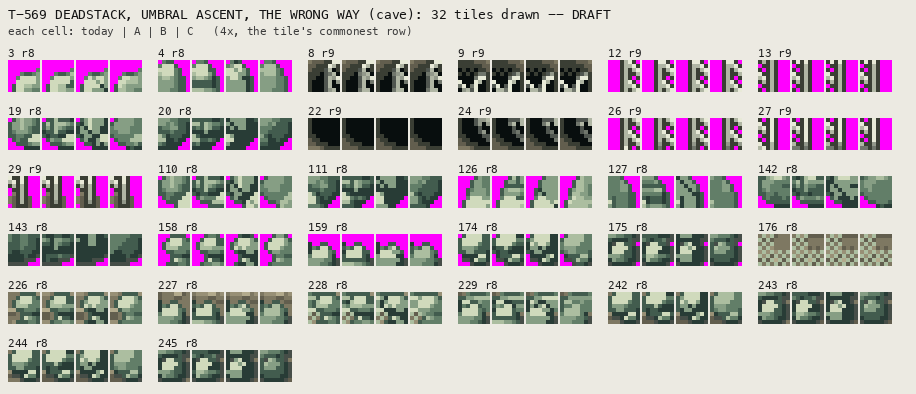 T−569 DEADSTACK, UMBRAL ASCENT, THE WRONG WAY (cave): 32 tiles drawn —— DRAFT
each cell: today | A | B | C (4x, the tile's commonest row)
3 r8 4 r8 8 r9 9 r9 12 r9 13 r9
19 r8 20 r8 22 r9 24 r9 26 r9 27 r9
29 r9 110 r8 111 r8 126 r8 127 r8 142 r8
143 r8 158 r8 159 r8 174 r8 175 r8 176 r8
226 r8 227 r8 228 r8 229 r8 242 r8 243 r8
244 r8 245 r8